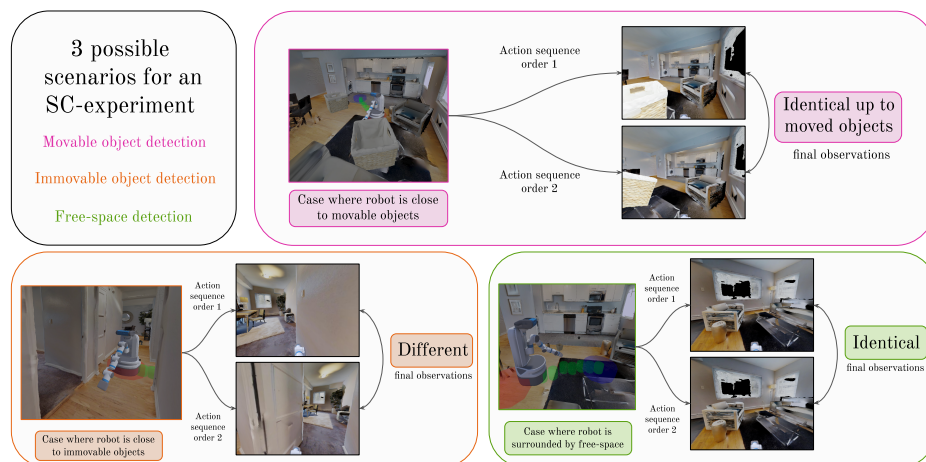 3 possible
scenarios for an
SC-experiment
Movable object detection
Immovable object detection
Free-space detection
Action sequence
order 1
Action sequence
order 2
Case where robot is close
to movable objects
Identical up to
moved objects
final observations
Action
sequence
order 1
Action
sequence
order 2
Case where robot is close
to immovable objects
Different
final observations
Action
sequence
order 1
Action
sequence
order 2
Case where robot is
surrounded by free-space
Identical
final observations